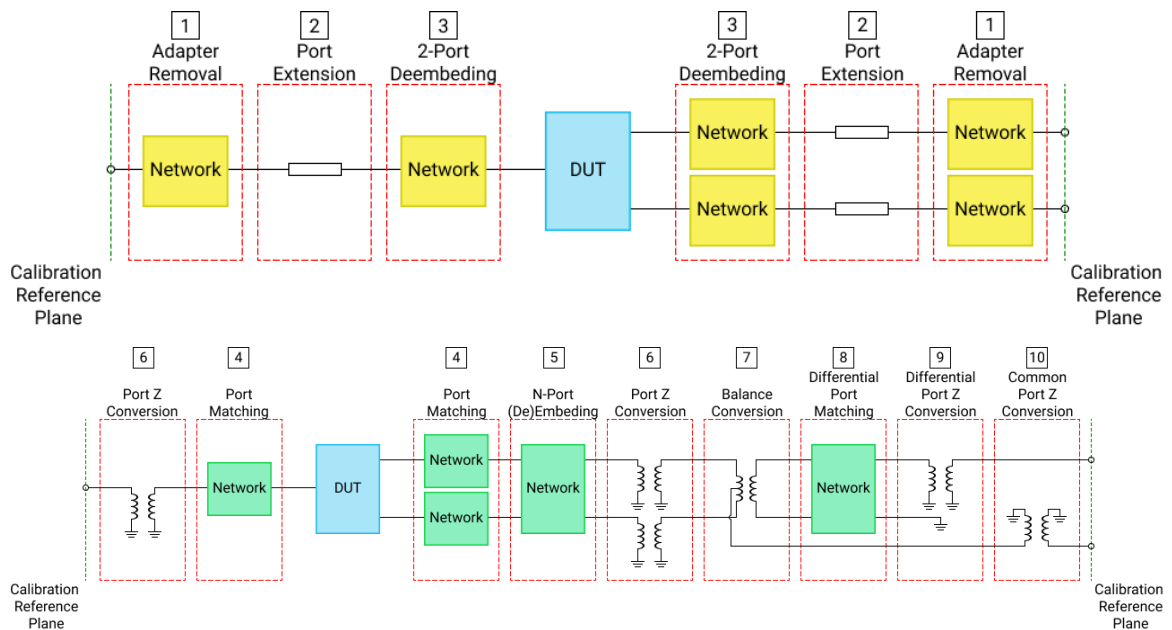 1
2
3
3
2
1
Adapter
Removal
Port
Extension
2-Port
Deembeding
2-Port
Deembeding
Port
Extension
Adapter
Removal
Network
Network
DUT
Network
Network
Network
Network
Calibration
Reference
Plane
Calibration
Reference
Plane
6
4
4
5
6
7
8
9
10
Port Z
Conversion
Port
Matching
Port
Matching
N-Port
(De)Embeding
Port Z
Conversion
Balance
Conversion
Differential
Port
Matching
Differential
Port Z
Conversion
Common
Port Z
Conversion
Network
DUT
Network
Network
Network
Network
Calibration
Reference
Plane
Calibration
Reference
Plane